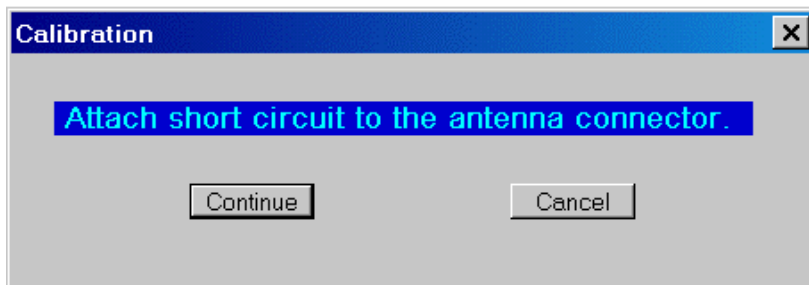 Calibration
Attach short circuit to the antenna connector.
Continue
Cancel